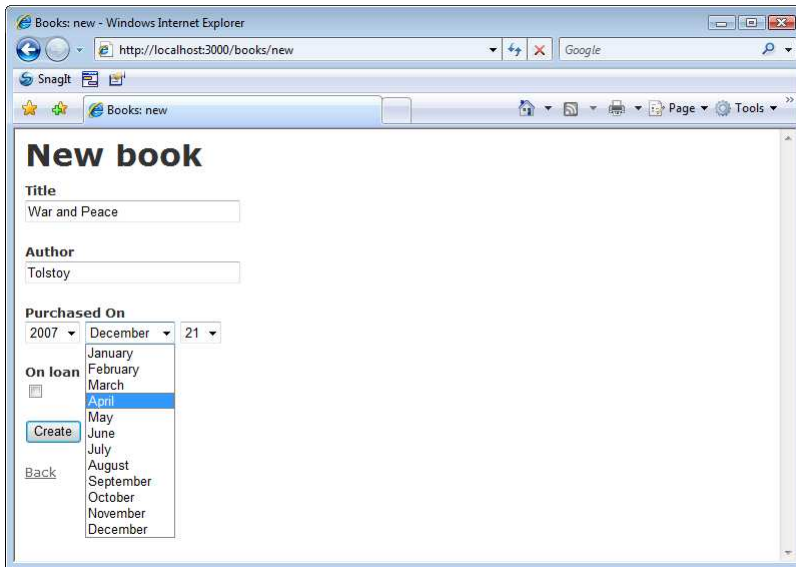 Books: new - Windows Internet Explorer
http://localhost:3000/books/new
Google
SnagIt
Books: new
Page
Tools
New book
Title
War and Peace
Author
Tolstoy
Purchased On
2007 December 21
January
On loan February
March
April
May
Create June
July
August
Back September
October
November
December